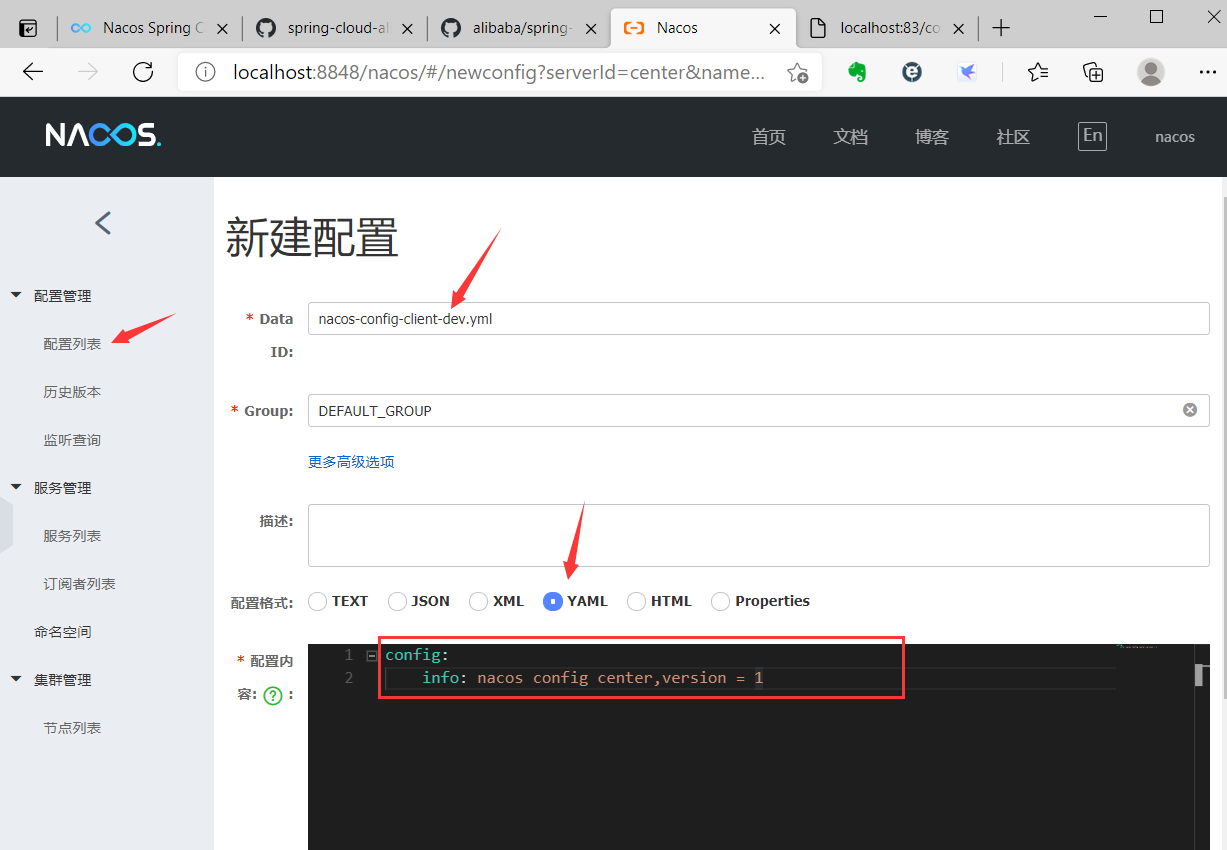 Nacos Spring C
spring-cloud-al
alibaba/spring-
Nacos
localhost:83/co
localhost:8848/nacos/#/newconfig?serverId=center&name...
NACOS.
首页
文档
博客
社区
En
nacos
新建配置
配置管理
配置列表
历史版本
监听查询
服务管理
服务列表
订阅者列表
命名空间
集群管理
节点列表
* Data
ID:
nacos-config-client-dev.yml
* Group:
DEFAULT_GROUP
更多高级选项
描述:
配置格式:
TEXT
JSON
XML
YAML
HTML
Properties
* 配置内
容: ? :
1 config:
2 info: nacos config center,version = 1